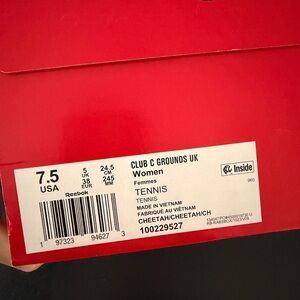 7.5
USA
5
UK
38
EUR
24.5
CM
245
MM
Reebok
1 97323 94627 3
CLUB C GROUNDS UK
Women
Femmes
TENNIS
TENNIS
MADE IN VIETNAM
FABRIQUÉ AU VIÊTNAM
CHEETAH/CHEETAH/CH
100229527
Inside